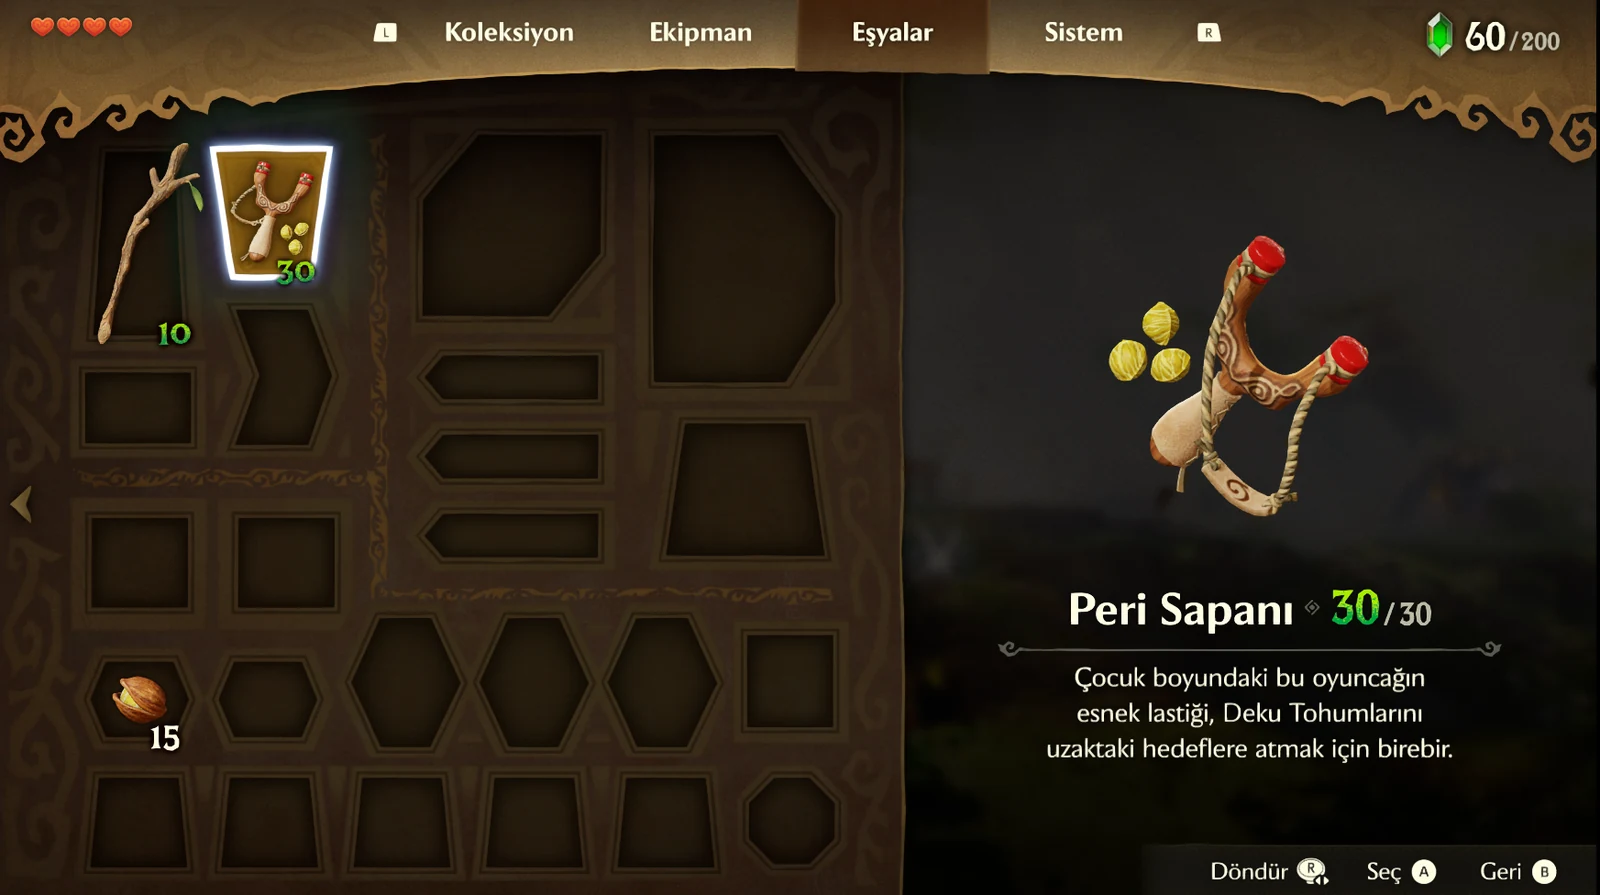 L Koleksiyon Ekipman Eşyalar Sistem R 60/200
30
10
15
Peri Sapanı 30/30
Çocuk boyundaki bu oyuncağın
esnek lastiği, Deku Tohumlarını
uzaktaki hedeflere atmak için birebir.
Döndür R Seç A Geri B